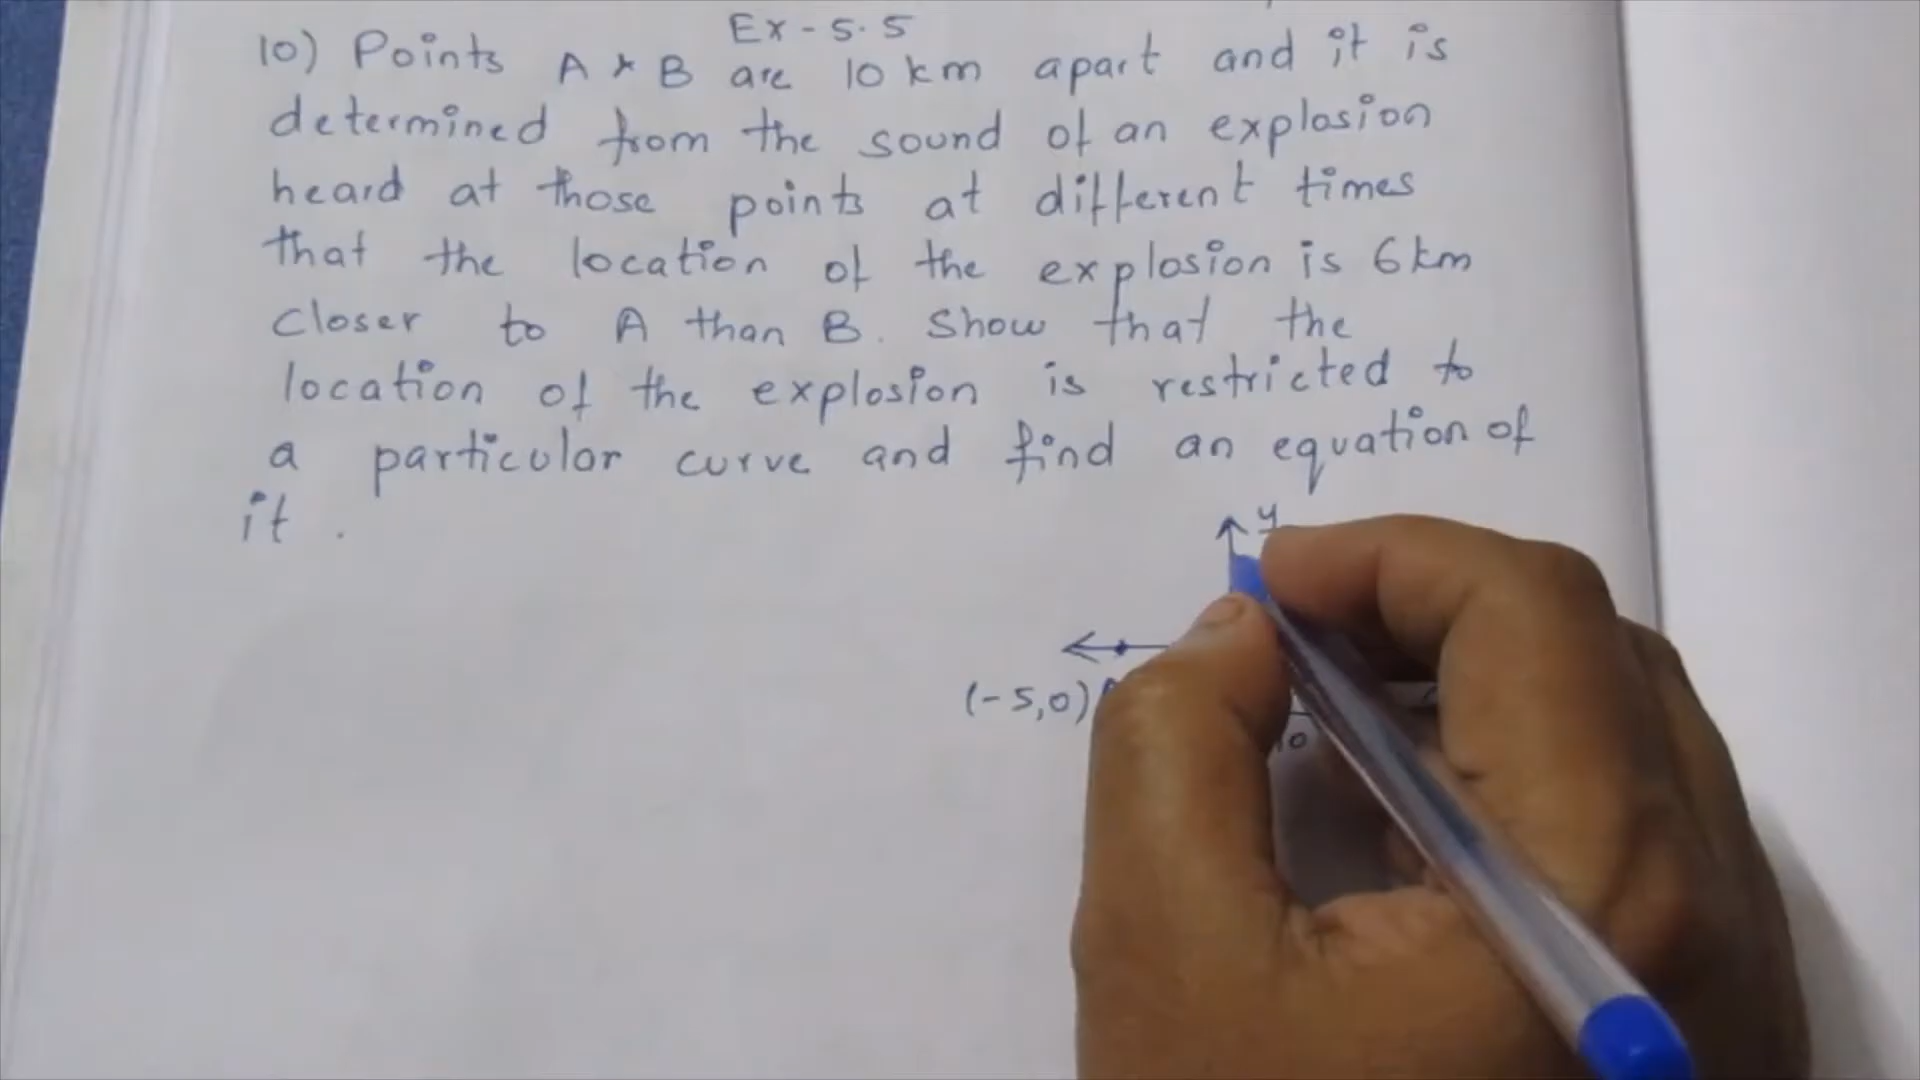 Ex - 5.5
10) Points A & B are 10 km apart and it is
determined from the sound of an explosion
heard at those points at different times
that the location of the explosion is 6 km
closer to A than B. Show that the
location of the explosion is restricted to
a particular curve and find an equation of
it .
y
(-5,0)
10